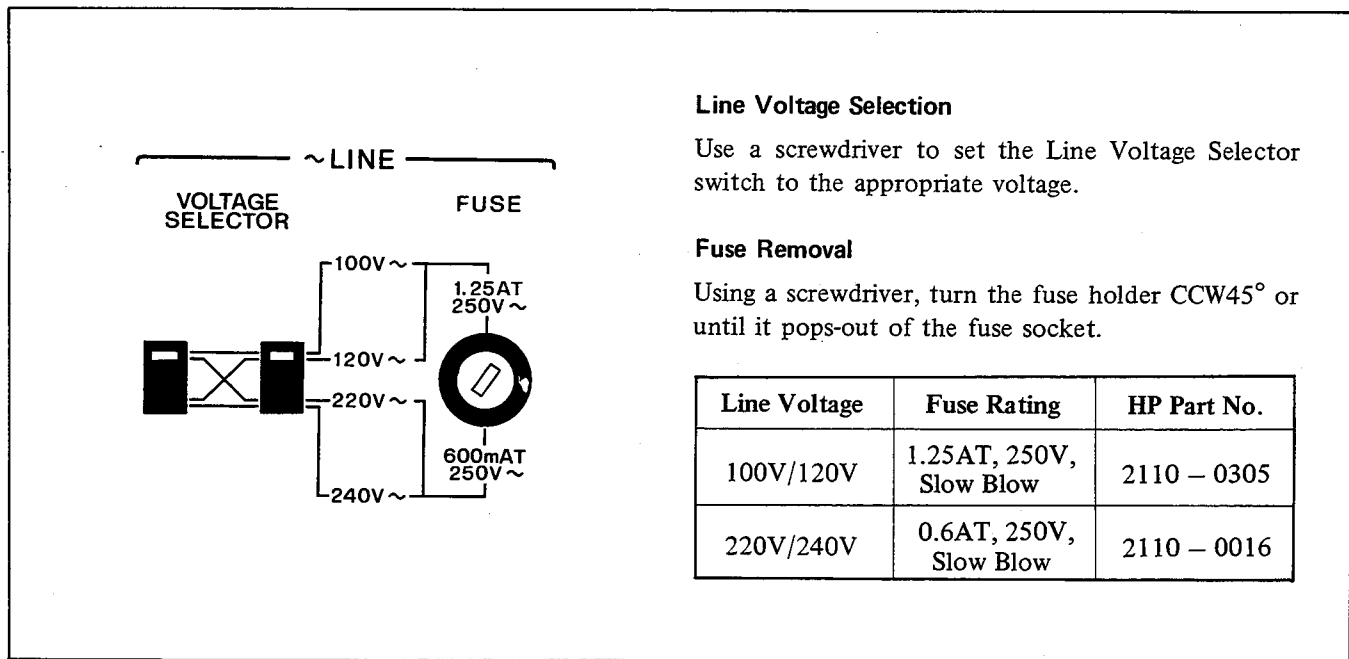 ~LINE
VOLTAGE
SELECTOR
FUSE
100V~
1.25AT
250V~
120V~
220V~
600mAT
250V~
240V~
Line Voltage Selection
Use a screwdriver to set the Line Voltage Selector
switch to the appropriate voltage.
Fuse Removal
Using a screwdriver, turn the fuse holder CCW45° or
until it pops-out of the fuse socket.
Line Voltage Fuse Rating HP Part No.
100V/120V 1.25AT, 250V, Slow Blow 2110 – 0305
220V/240V 0.6AT, 250V, Slow Blow 2110 – 0016